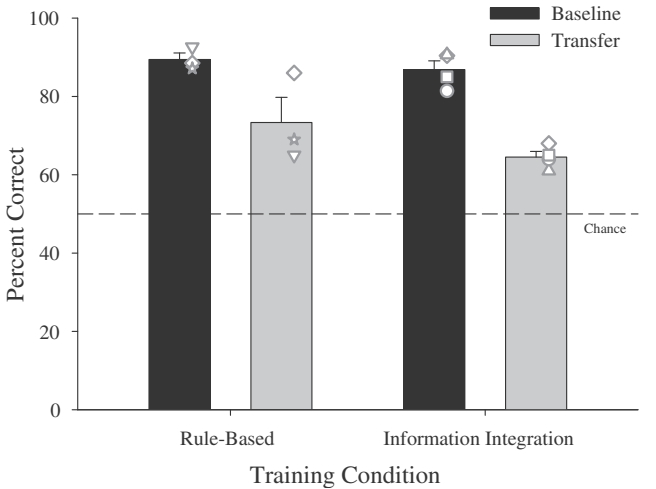 Baseline
Transfer
Percent Correct
100
80
60
40
20
0
Chance
Rule-Based
Information Integration
Training Condition